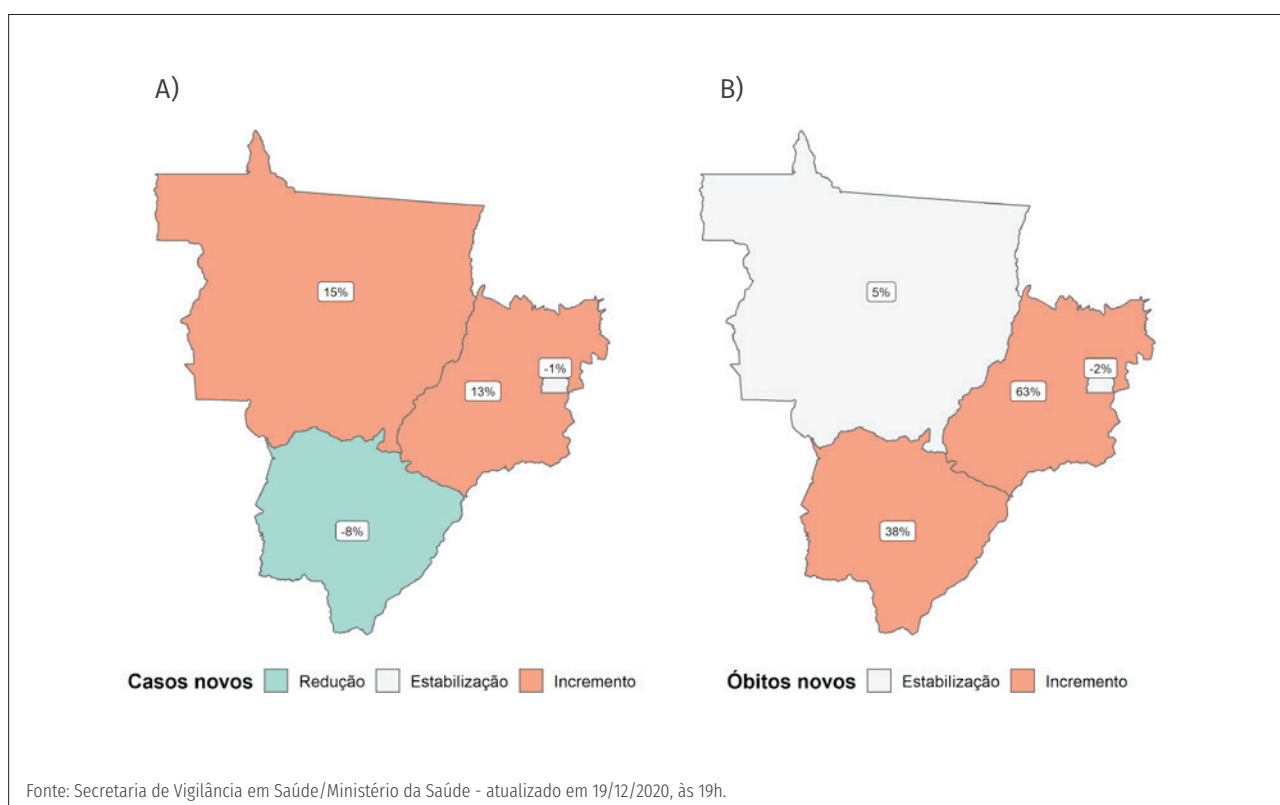 A)
15%
-1%
13%
-8%
Casos novos Redução Estabilização Incremento
B)
5%
-2%
63%
38%
Óbitos novos Estabilização Incremento
Fonte: Secretaria de Vigilância em Saúde/Ministério da Saúde - atualizado em 19/12/2020, às 19h.